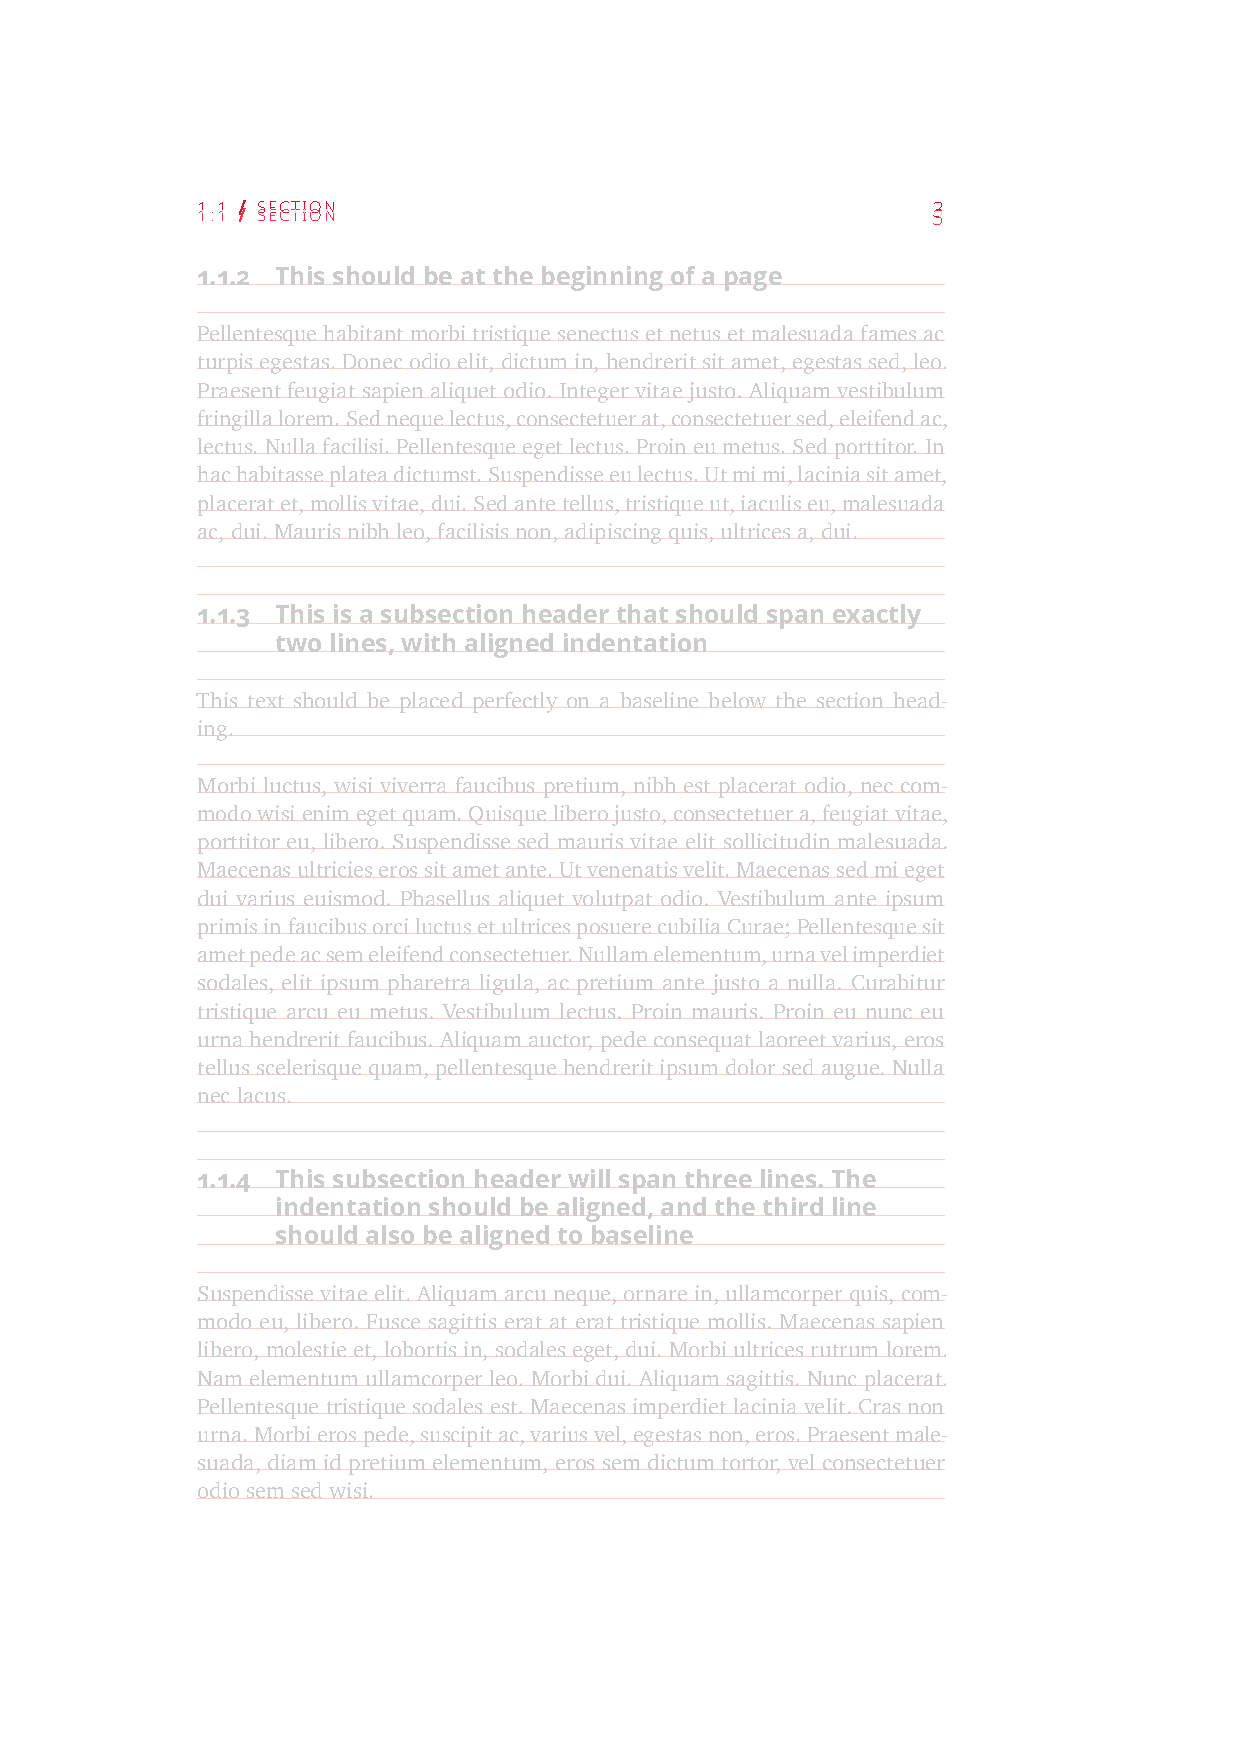 1.1 / SECTION
1.1.2 This should be at the beginning of a page
Pellentesque habitant morbi tristique senectus et netus et malesuada fames ac
turpis egestas. Donec odio elit, dictum in, hendrerit sit amet, egestas sed, leo.
Praesent feugiat sapien aliquet odio. Integer vitae justo. Aliquam vestibulum
fringilla lorem. Sed neque lectus, consectetuer at, consectetuer sed, eleifend ac,
lectus. Nulla facilisi. Pellentesque eget lectus. Proin eu metus. Sed porttitor. In
hac habitasse platea dictumst. Suspendisse eu lectus. Ut mi mi, lacinia sit amet,
placerat et, mollis vitae, dui. Sed ante tellus, tristique ut, iaculis eu, malesuada
ac, dui. Mauris nibh leo, facilisis non, adipiscing quis, ultrices a, dui.
1.1.3 This is a subsection header that should span exactly
two lines, with aligned indentation
This text should be placed perfectly on a baseline below the section head-
ing.
Morbi luctus, wisi viverra faucibus pretium, nibh est placerat odio, nec com-
modo wisi enim eget quam. Quisque libero justo, consectetuer a, feugiat vitae,
porttitor eu, libero. Suspendisse sed mauris vitae elit sollicitudin malesuada.
Maecenas ultricies eros sit amet ante. Ut venenatis velit. Maecenas sed mi eget
dui varius euismod. Phasellus aliquet volutpat odio. Vestibulum ante ipsum
primis in faucibus orci luctus et ultrices posuere cubilia Curae; Pellentesque sit
amet pede ac sem eleifend consectetuer. Nullam elementum, urna vel imperdiet
sodales, elit ipsum pharetra ligula, ac pretium ante justo a nulla. Curabitur
tristique arcu eu metus. Vestibulum lectus. Proin mauris. Proin eu nunc eu
urna hendrerit faucibus. Aliquam auctor, pede consequat laoreet varius, eros
tellus scelerisque quam, pellentesque hendrerit ipsum dolor sed augue. Nulla
nec lacus.
1.1.4 This subsection header will span three lines. The
indentation should be aligned, and the third line
should also be aligned to baseline
Suspendisse vitae elit. Aliquam arcu neque, ornare in, ullamcorper quis, com-
modo eu, libero. Fusce sagittis erat at erat tristique mollis. Maecenas sapien
libero, molestie et, lobortis in, sodales eget, dui. Morbi ultrices rutrum lorem.
Nam elementum ullamcorper leo. Morbi dui. Aliquam sagittis. Nunc placerat.
Pellentesque tristique sodales est. Maecenas imperdiet lacinia velit. Cras non
urna. Morbi eros pede, suscipit ac, varius vel, egestas non, eros. Praesent male-
suada, diam id pretium elementum, eros sem dictum tortor, vel consectetuer
odio sem sed wisi.